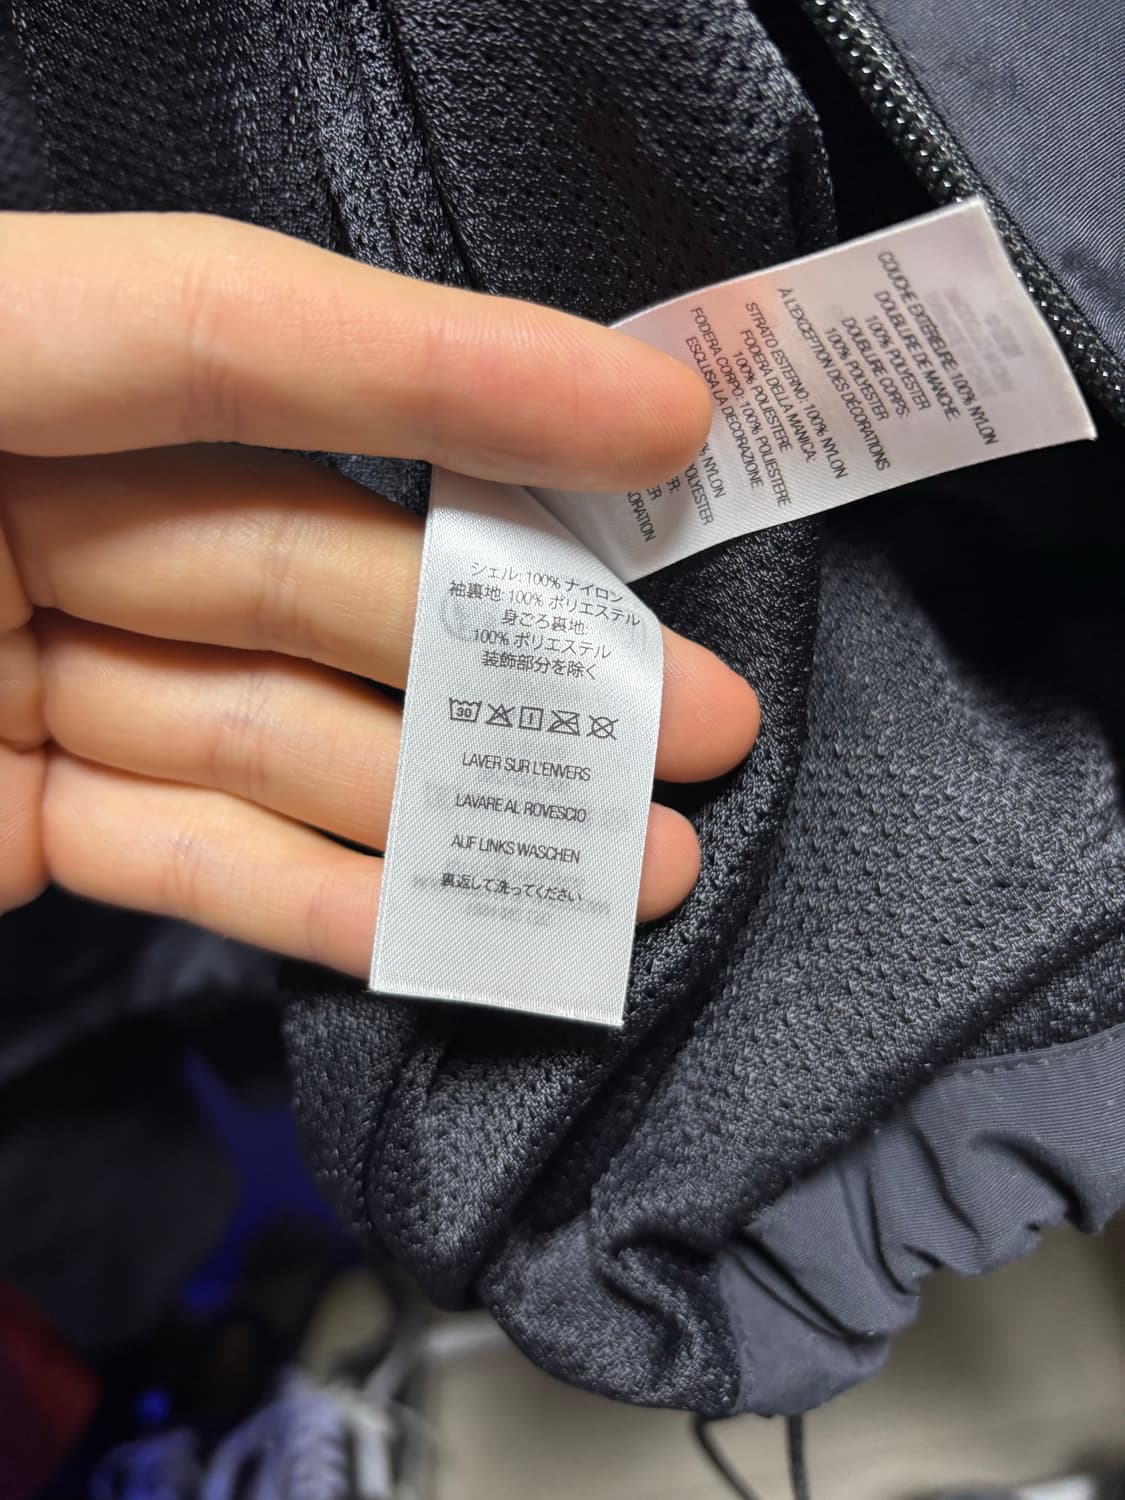 COUCHE EXTÉRIEURE: 100% NYLON
DOUBLURE DE MANCHE:
100% POLYESTER
DOUBLURE CORPS:
100% POLYESTER
À L'EXCEPTION DES DÉCORATIONS
STRATO ESTERNO: 100% NYLON
FODERA DELLA MANICA:
100% POLIESTERE
FODERA CORPO: 100% POLIESTERE
ESCLUSA LA DECORAZIONE
NYLON
シェル: 100% ナイロン
袖裏地: 100% ポリエステル
身ごろ裏地:
100% ポリエステル
装飾部分を除く
30
LAVER SUR L'ENVERS
LAVARE AL ROVESCIO
AUF LINKS WASCHEN
裏返して洗ってください